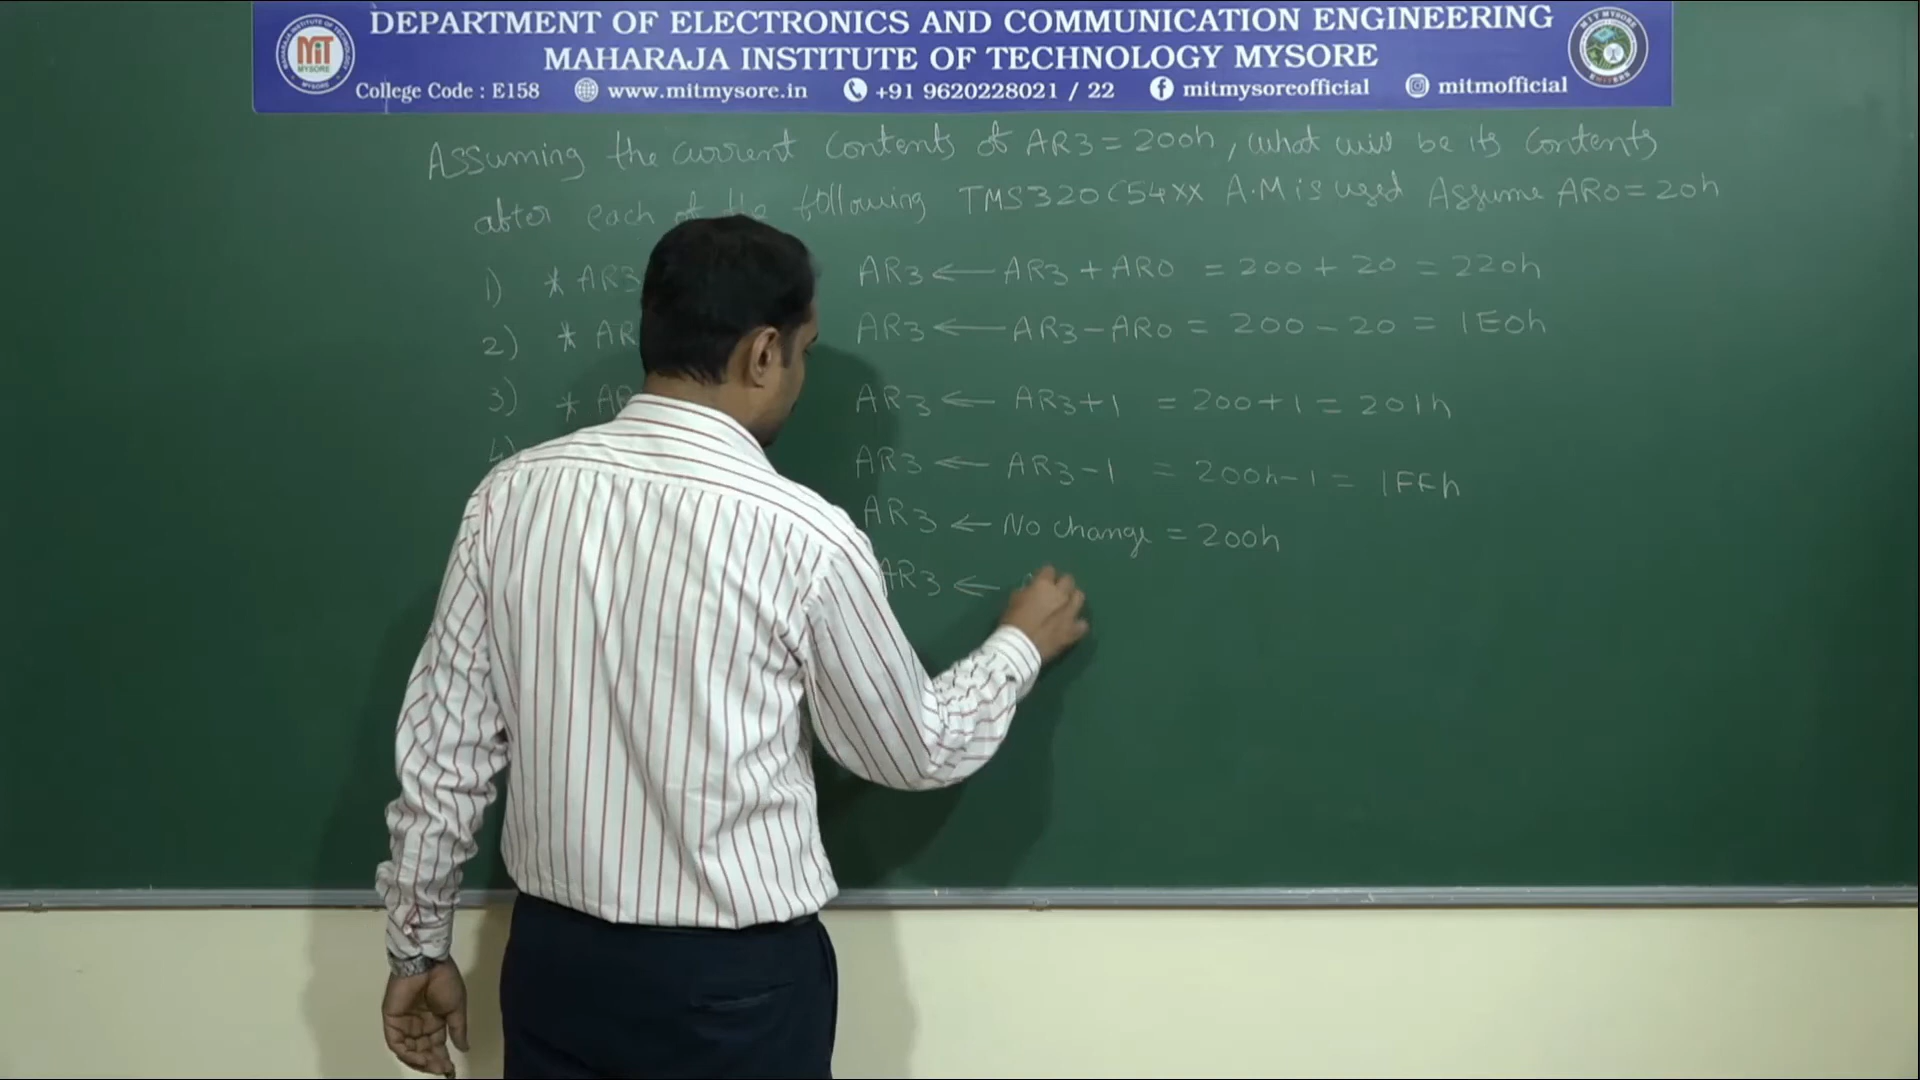 DEPARTMENT OF ELECTRONICS AND COMMUNICATION ENGINEERING
MAHARAJA INSTITUTE OF TECHNOLOGY MYSORE
College Code : E158 www.mitmysore.in +91 9620228021 / 22 mitmysoreofficial mitmofficial
MiT
MYSORE
Assuming the current contents of AR3 = 200h, what will be its contents
after each of the following TMS320C54XX A.M is used Assume AR0 = 20h
1) * AR3 AR3 ← AR3 + AR0 = 200 + 20 = 220h
2) * AR AR3 ← AR3 - AR0 = 200 - 20 = 1E0h
3) * AR AR3 ← AR3+1 = 200+1 = 201h
4) AR3 ← AR3-1 = 200h-1 = 1FFh
AR3 ← No change = 200h
AR3 ←